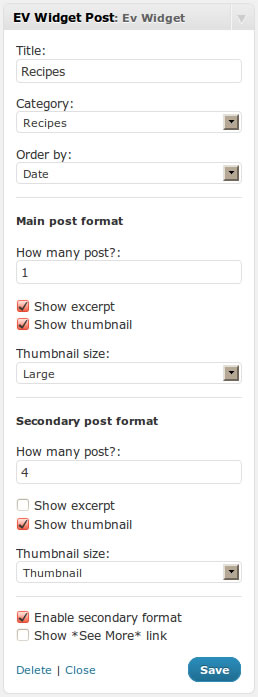 EV Widget Post: Ev Widget
Title:
Recipes
Category:
Recipes
Order by:
Date
Main post format
How many post?:
1
Show excerpt
Show thumbnail
Thumbnail size:
Large
Secondary post format
How many post?:
4
Show excerpt
Show thumbnail
Thumbnail size:
Thumbnail
Enable secondary format
Show *See More* link
Delete | Close Save